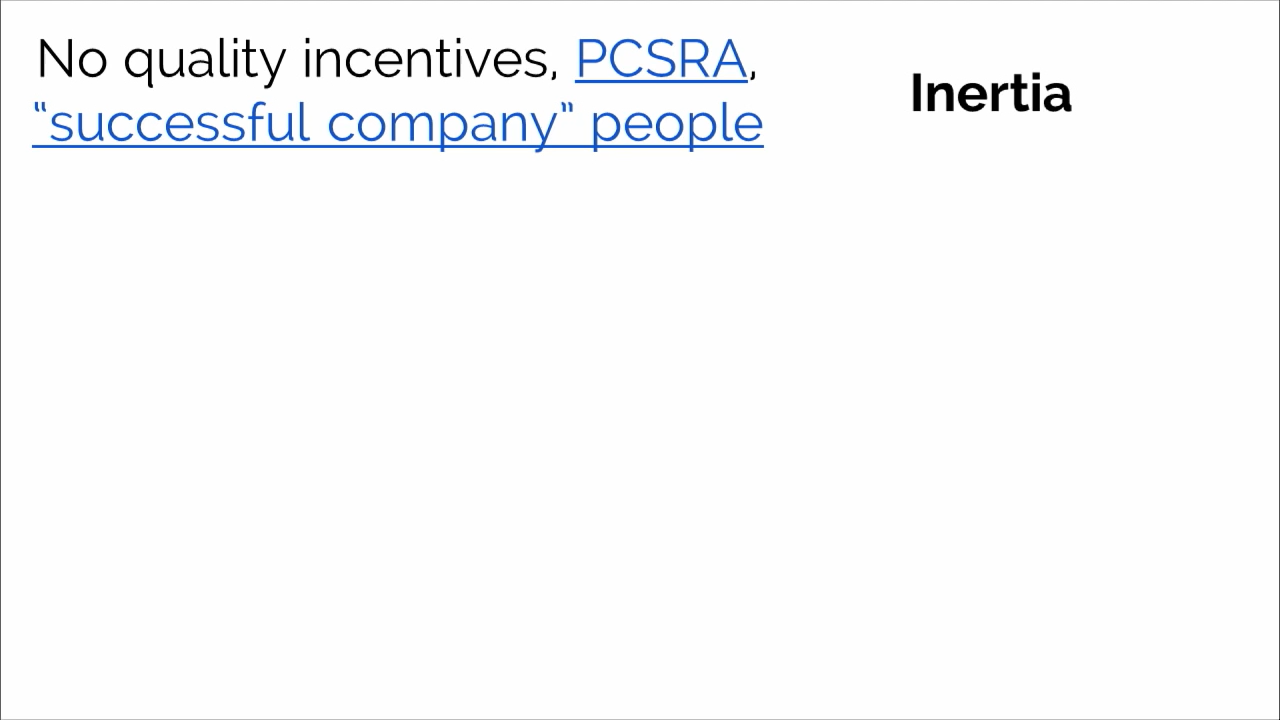 No quality incentives, PCSRA,
“successful company” people
Inertia